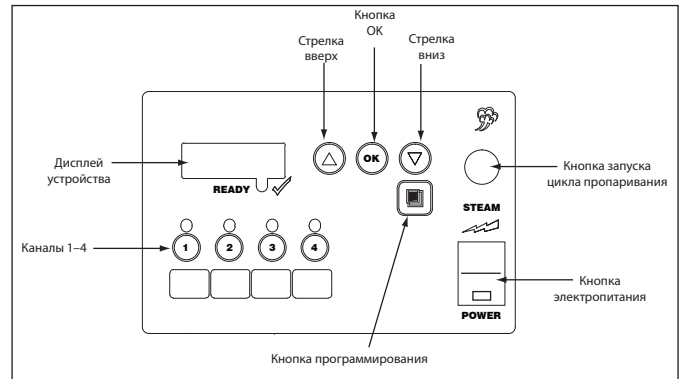 Кнопка
OK
Стрелка
вверх
Стрелка
вниз
Дисплей
устройства
READY
OK
Кнопка запуска
цикла пропаривания
STEAM
Каналы 1–4
1 2 3 4
Кнопка
электропитания
POWER
Кнопка программирования